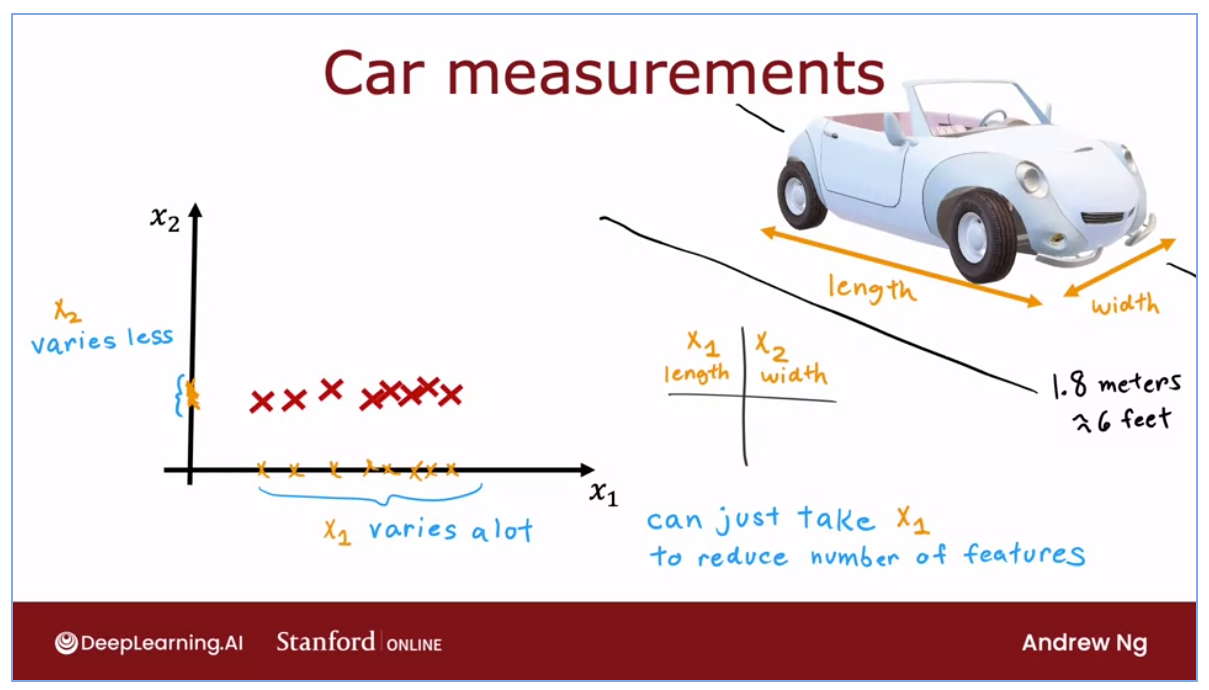 Car measurements
x₂
x₂
varies less
x₁
x₁ varies a lot
length
width
x₁ x₂
length width
1.8 meters
≈6 feet
can just take x₁
to reduce number of features
DeepLearning.AI Stanford ONLINE Andrew Ng